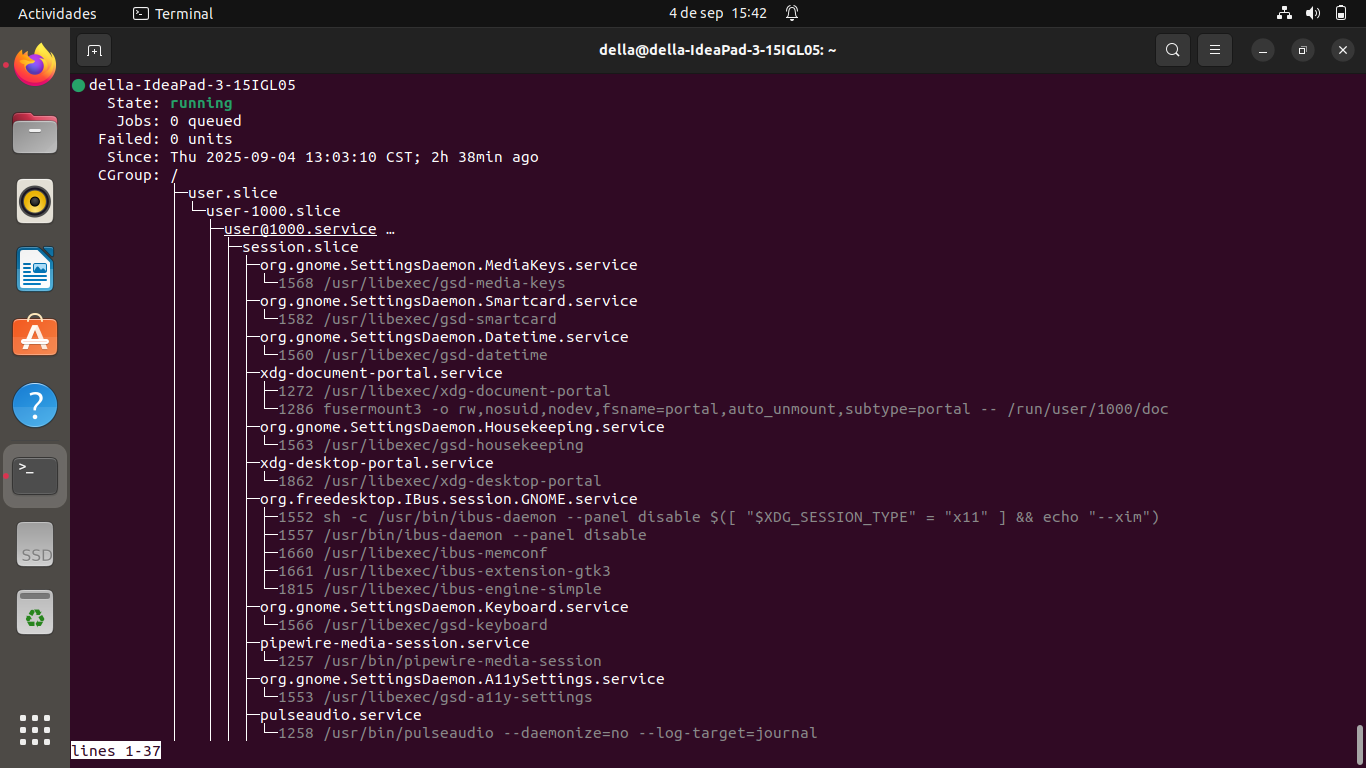 Actividades Terminal 4 de sep 15:42
della@della-IdeaPad-3-15IGL05: ~
della-IdeaPad-3-15IGL05
State: running
Jobs: 0 queued
Failed: 0 units
Since: Thu 2025-09-04 13:03:10 CST; 2h 38min ago
CGroup: /
├─user.slice
│ └─user-1000.slice
│   ├─user@1000.service …
│   │ ├─session.slice
│   │ │ ├─org.gnome.SettingsDaemon.MediaKeys.service
│   │ │ │ └─1568 /usr/libexec/gsd-media-keys
│   │ │ ├─org.gnome.SettingsDaemon.Smartcard.service
│   │ │ │ └─1582 /usr/libexec/gsd-smartcard
│   │ │ ├─org.gnome.SettingsDaemon.Datetime.service
│   │ │ │ └─1560 /usr/libexec/gsd-datetime
│   │ │ ├─xdg-document-portal.service
│   │ │ │ ├─1272 /usr/libexec/xdg-document-portal
│   │ │ │ └─1286 fusermount3 -o rw,nosuid,nodev,fsname=portal,auto_unmount,subtype=portal -- /run/user/1000/doc
│   │ │ ├─org.gnome.SettingsDaemon.Housekeeping.service
│   │ │ │ └─1563 /usr/libexec/gsd-housekeeping
│   │ │ ├─xdg-desktop-portal.service
│   │ │ │ └─1862 /usr/libexec/xdg-desktop-portal
│   │ │ ├─org.freedesktop.IBus.session.GNOME.service
│   │ │ │ ├─1552 sh -c /usr/bin/ibus-daemon --panel disable $([ "$XDG_SESSION_TYPE" = "x11" ] && echo "--xim")
│   │ │ │ ├─1557 /usr/bin/ibus-daemon --panel disable
│   │ │ │ ├─1660 /usr/libexec/ibus-memconf
│   │ │ │ ├─1661 /usr/libexec/ibus-extension-gtk3
│   │ │ │ └─1815 /usr/libexec/ibus-engine-simple
│   │ │ ├─org.gnome.SettingsDaemon.Keyboard.service
│   │ │ │ └─1566 /usr/libexec/gsd-keyboard
│   │ │ ├─pipewire-media-session.service
│   │ │ │ └─1257 /usr/bin/pipewire-media-session
│   │ │ ├─org.gnome.SettingsDaemon.A11ySettings.service
│   │ │ │ └─1553 /usr/libexec/gsd-a11y-settings
│   │ │ ├─pulseaudio.service
│   │ │ │ └─1258 /usr/bin/pulseaudio --daemonize=no --log-target=journal
lines 1-37
SSD